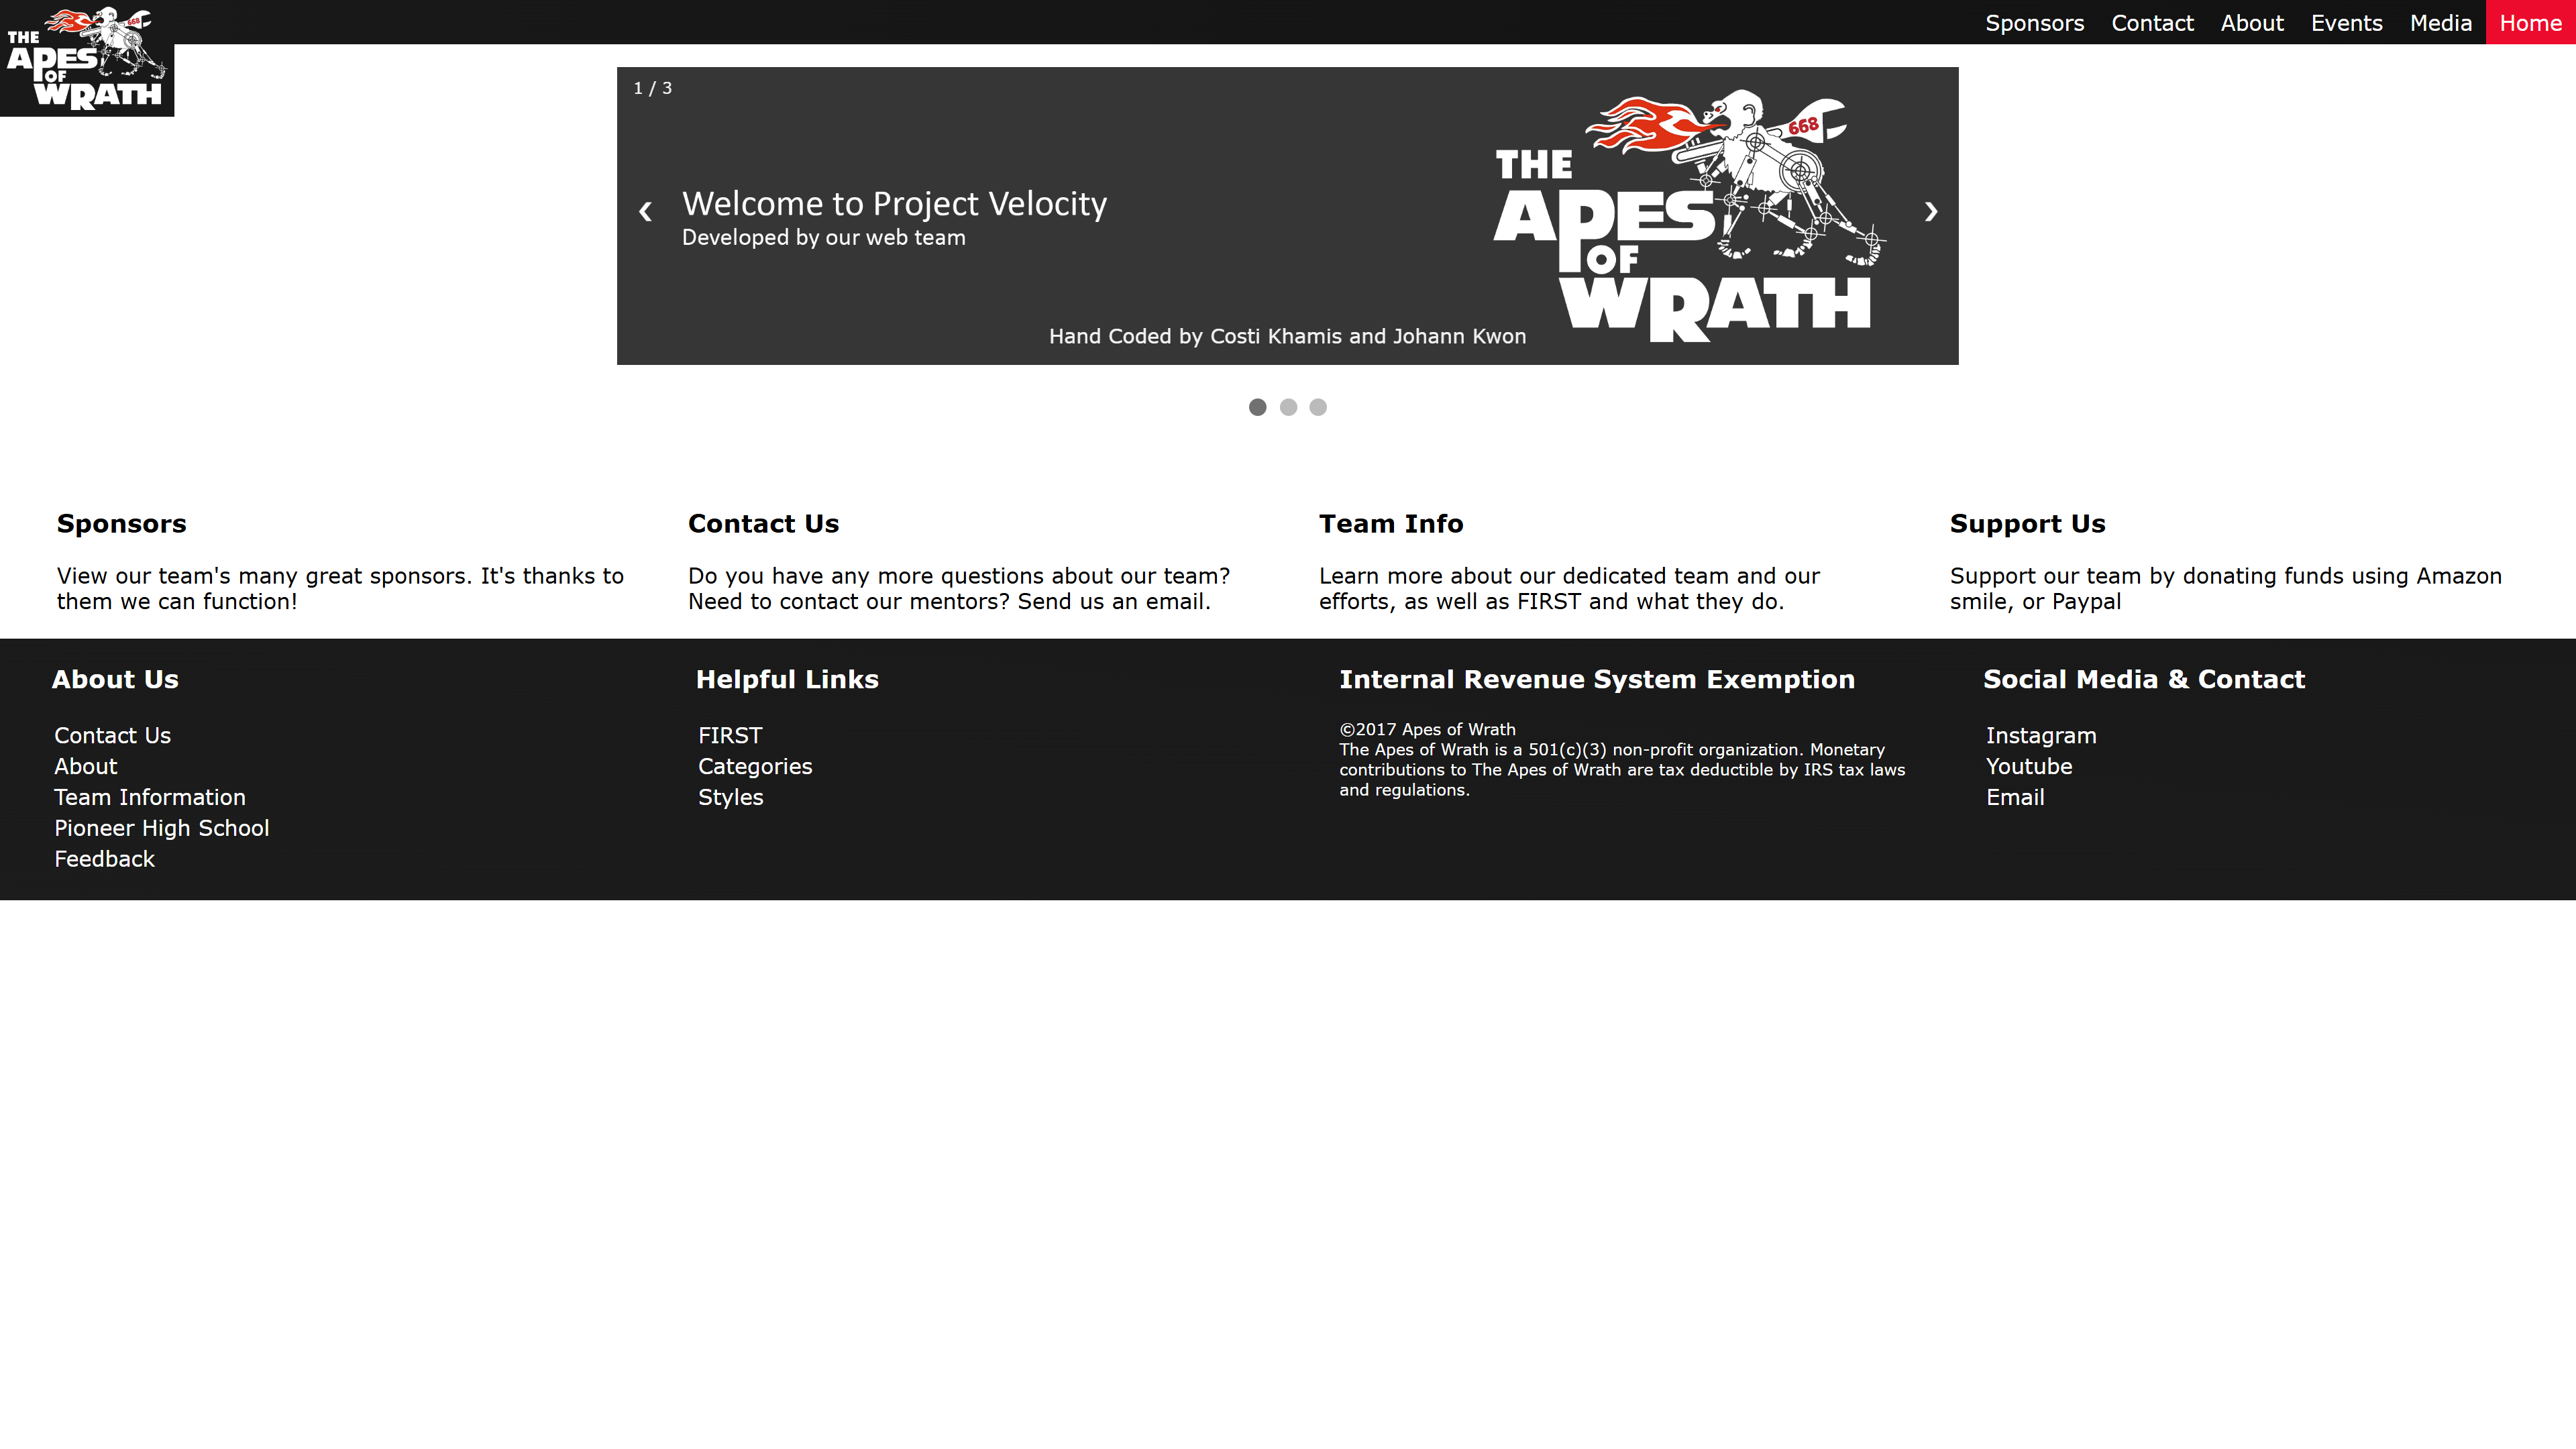 THE
APES
OF
WRATH
668
Sponsors
Contact
About
Events
Media
Home
1 / 3
668
THE
APES
OF
WRATH
❮
Welcome to Project Velocity
Developed by our web team
❯
Hand Coded by Costi Khamis and Johann Kwon
Sponsors
View our team's many great sponsors. It's thanks to
them we can function!
Contact Us
Do you have any more questions about our team?
Need to contact our mentors? Send us an email.
Team Info
Learn more about our dedicated team and our
efforts, as well as FIRST and what they do.
Support Us
Support our team by donating funds using Amazon
smile, or Paypal
About Us
Contact Us
About
Team Information
Pioneer High School
Feedback
Helpful Links
FIRST
Categories
Styles
Internal Revenue System Exemption
©2017 Apes of Wrath
The Apes of Wrath is a 501(c)(3) non-profit organization. Monetary
contributions to The Apes of Wrath are tax deductible by IRS tax laws
and regulations.
Social Media & Contact
Instagram
Youtube
Email